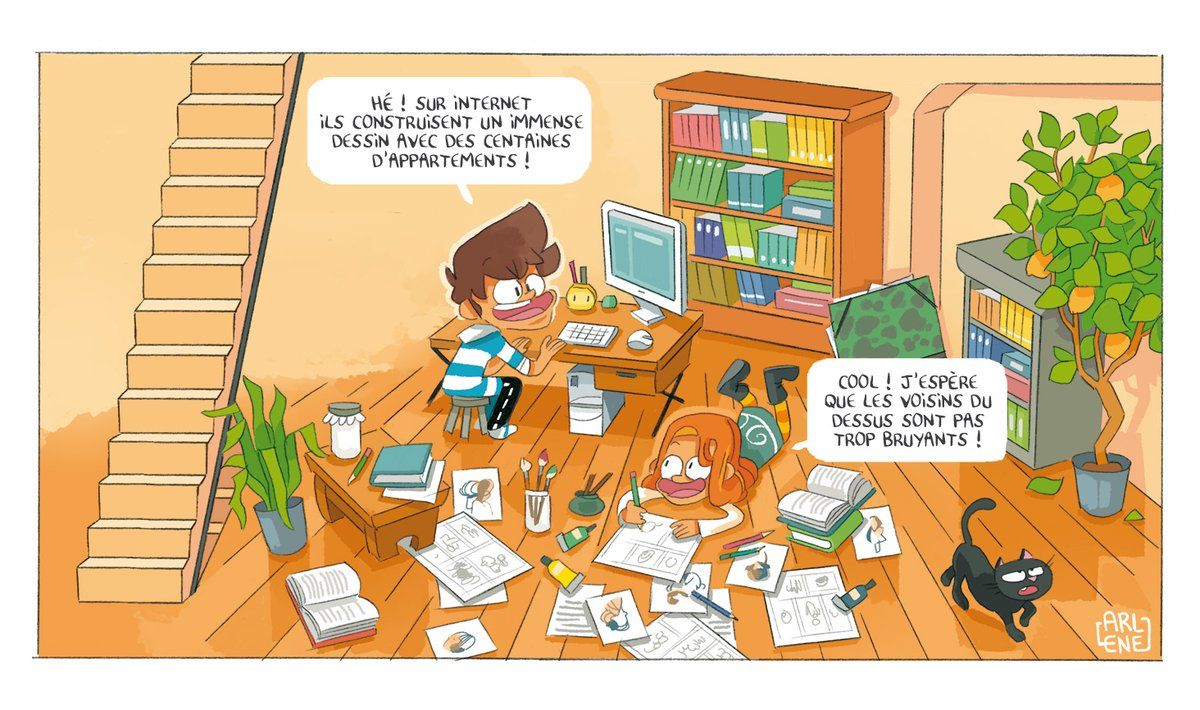 HÉ ! SUR INTERNET
ILS CONSTRUISENT UN IMMENSE
DESSIN AVEC DES CENTAINES
D'APPARTEMENTS !
COOL ! J'ESPÈRE
QUE LES VOISINS DU
DESSUS SONT PAS
TROP BRUYANTS !
[ARL
ENE]